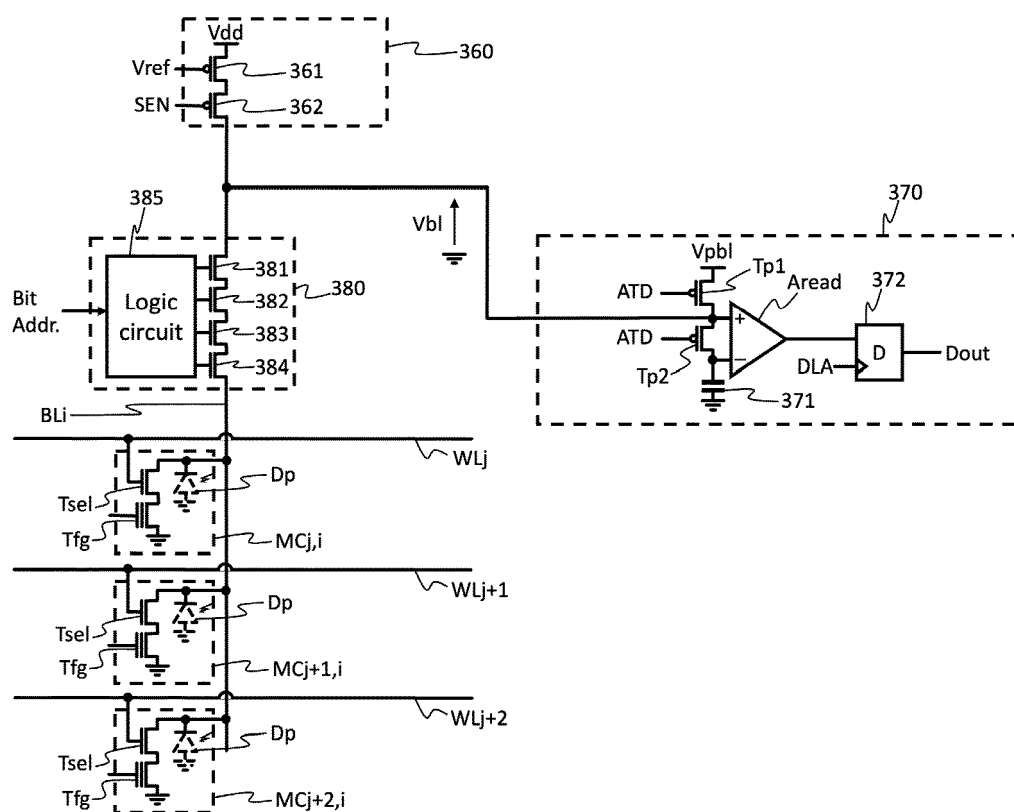 Vdd
360
Vref
361
SEN
362
385
370
Vbl
Vpbl
Tp1
Aread
372
381
ATD
380
382
Bit
Addr.
Logic
circuit
+
383
ATD
D
Dout
384
Tp2
−
DLA
371
BLi
WLj
Dp
Tsel
Tfg
MCj,i
WLj+1
Dp
Tsel
Tfg
MCj+1,i
WLj+2
Dp
Tsel
Tfg
MCj+2,i